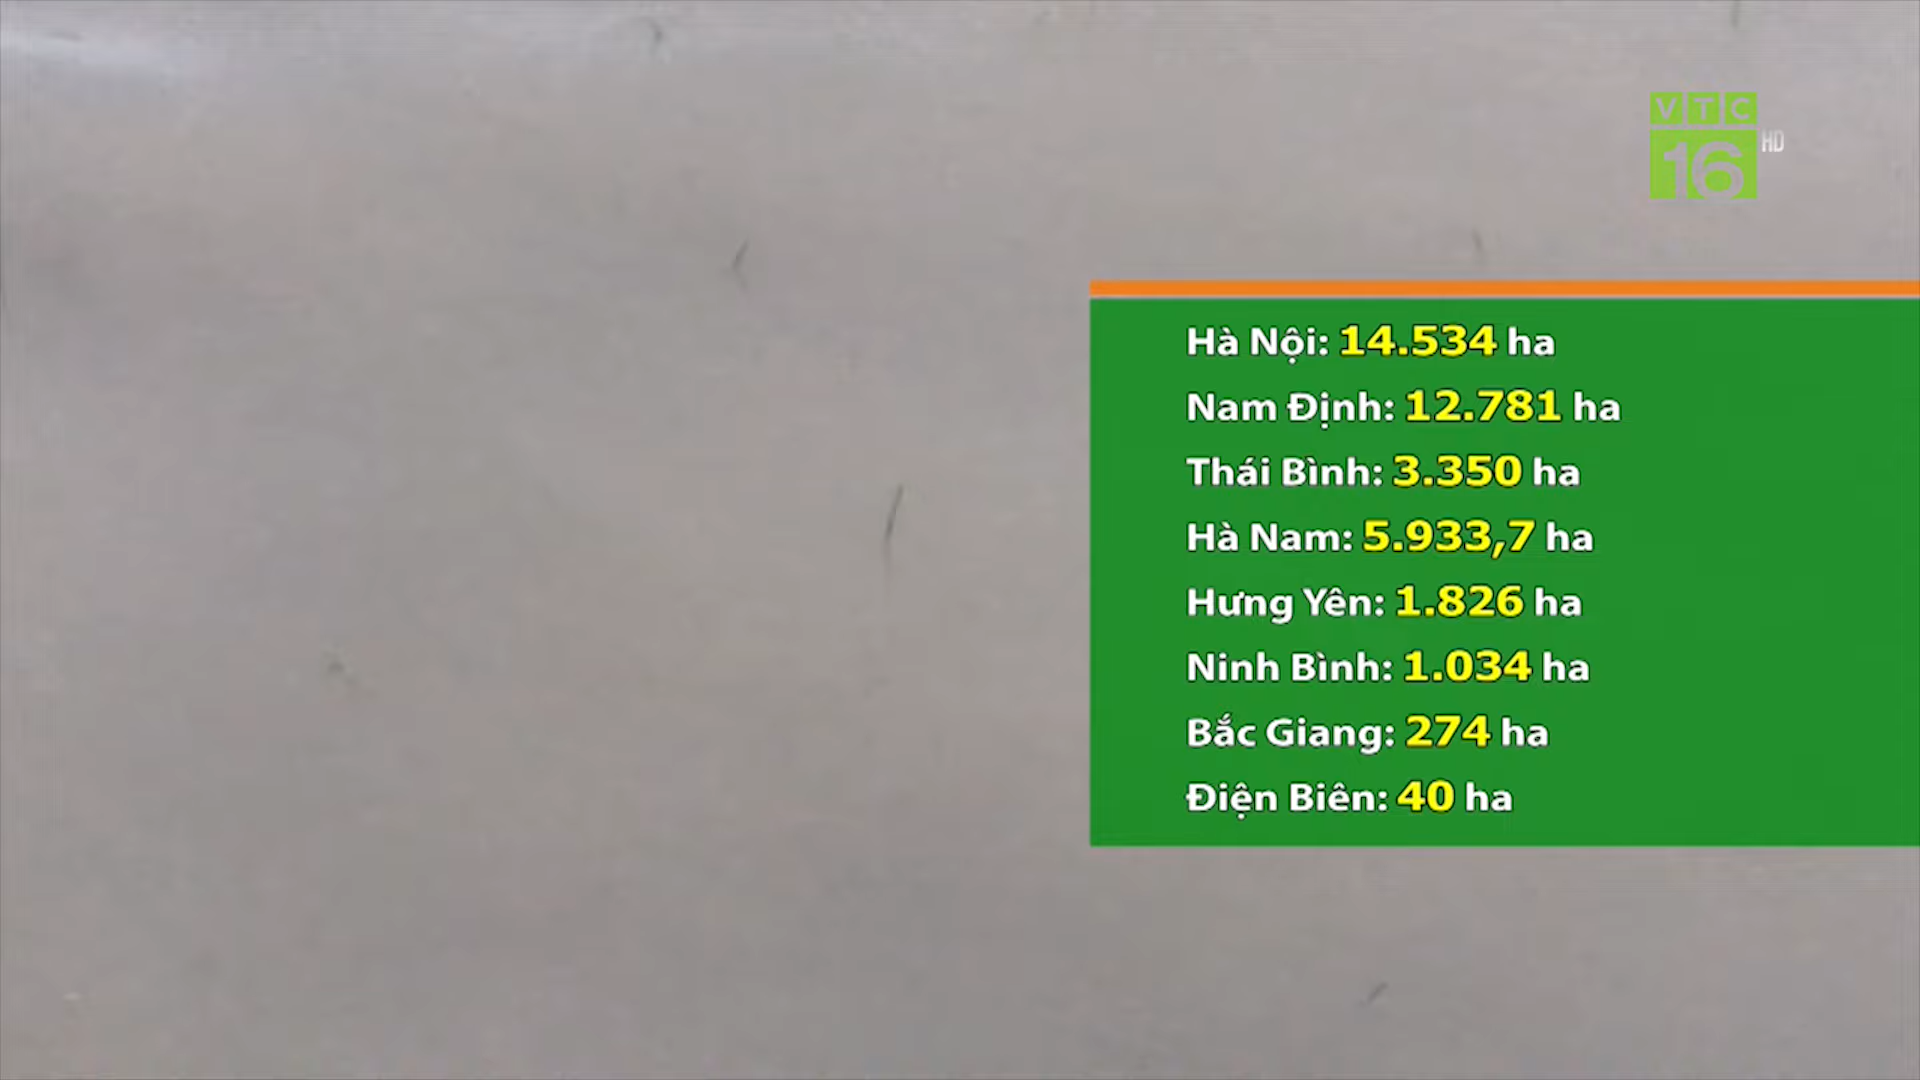 VTC
16 HD
Hà Nội: 14.534 ha
Nam Định: 12.781 ha
Thái Bình: 3.350 ha
Hà Nam: 5.933,7 ha
Hưng Yên: 1.826 ha
Ninh Bình: 1.034 ha
Bắc Giang: 274 ha
Điện Biên: 40 ha